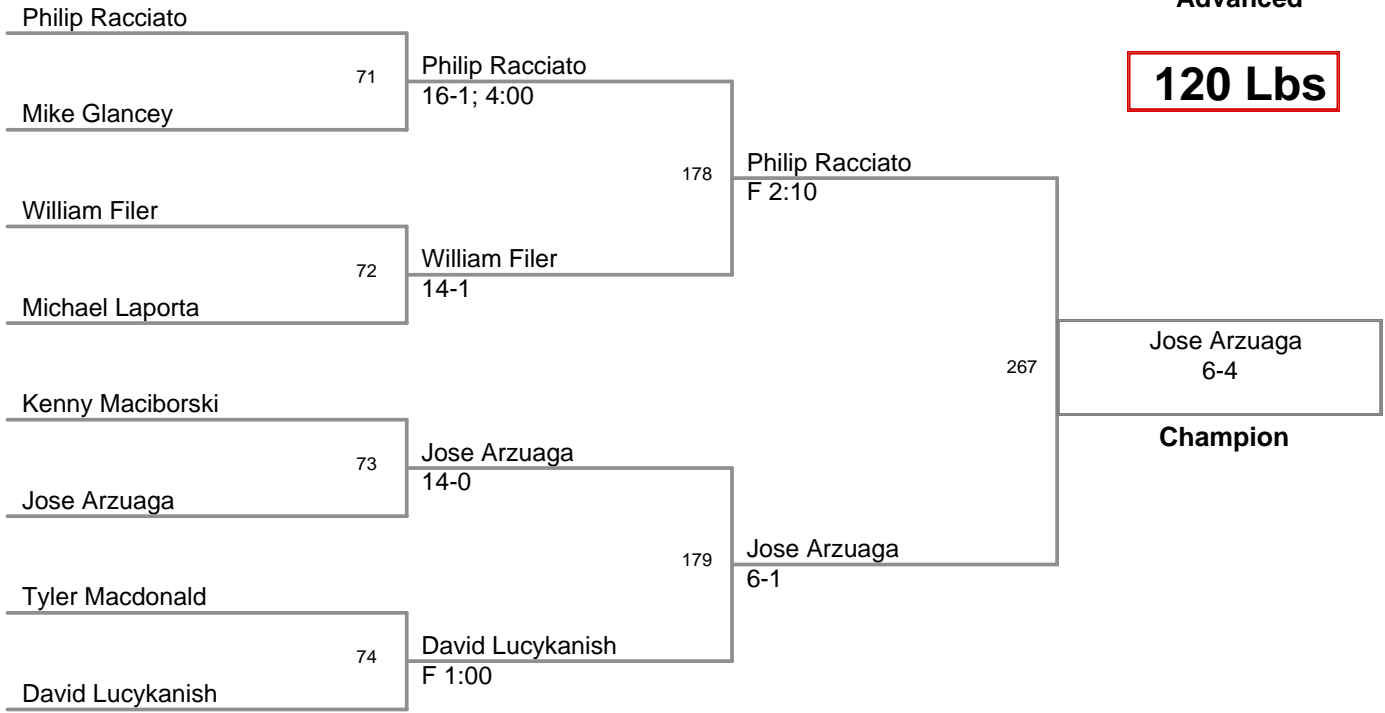 Advanced
120 Lbs
Philip Racciato
71
Mike Glancey
Philip Racciato
16-1; 4:00
William Filer
72
Michael Laporta
William Filer
14-1
178
Philip Racciato
F 2:10
Kenny Maciborski
73
Jose Arzuaga
Jose Arzuaga
14-0
Tyler Macdonald
74
David Lucykanish
David Lucykanish
F 1:00
179
Jose Arzuaga
6-1
267
Jose Arzuaga
6-4
Champion